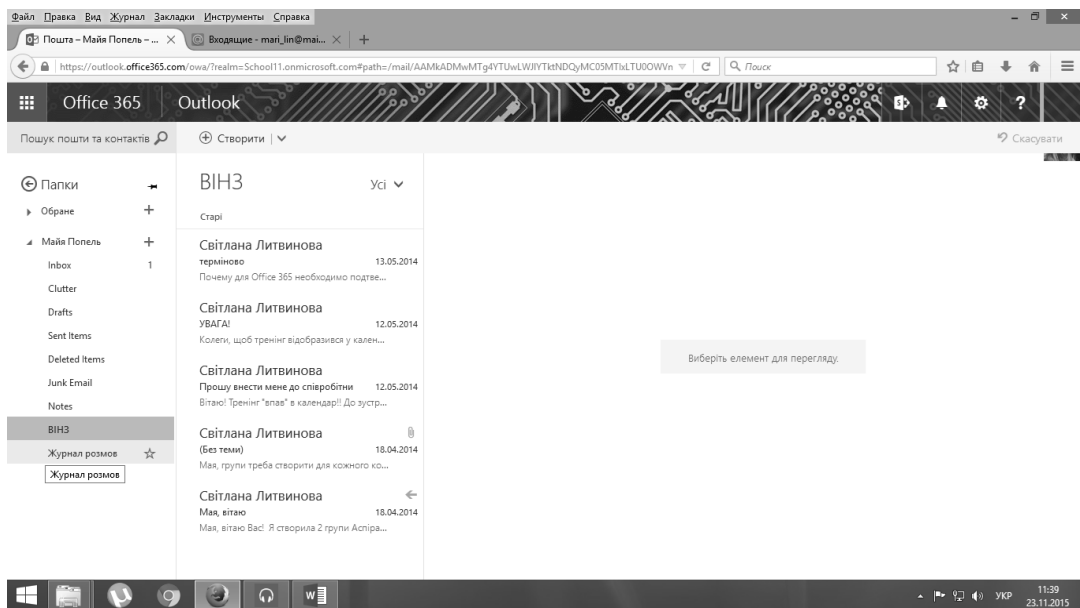 Файл Правка Вид Журнал Закладки Инструменты Справка
Пошта – Майя Попель – ...
Входящие - mari_lin@mai...
https://outlook.office365.com/owa/?realm=School11.onmicrosoft.com#path=/mail/
Поиск
Office 365 Outlook
Пошук пошти та контактів
Створити
Скасувати
Папки
Обране
Майя Попель
Inbox 1
Clutter
Drafts
Sent Items
Deleted Items
Junk Email
Notes
ВІНЗ
Журнал розмов
Журнал розмов
ВІНЗ Усі
Старі
Світлана Литвинова
терміново 13.05.2014
Почему для Office 365 необходимо подтве...
Світлана Литвинова
УВАГА! 12.05.2014
Колеги, щоб тренінг відобразився у кален...
Світлана Литвинова
Прошу внести мене до співробітни 12.05.2014
Вітаю! Тренінг "впав" в календар!! До зустр...
Світлана Литвинова
(Без теми) 18.04.2014
Мая, групи треба створити для кожного ко...
Світлана Литвинова
Мая, вітаю 18.04.2014
Мая, вітаю Вас! Я створила 2 групи Аспіра...
Виберіть елемент для перегляду.
УКР
11:39
23.11.2015